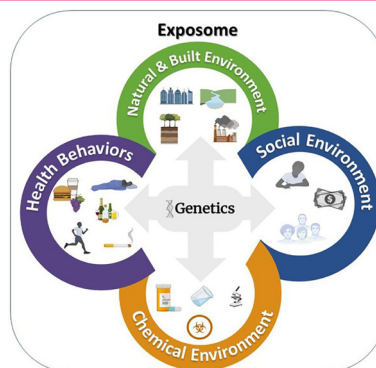 Exposome
Natural & Built Environment
Health Behaviors
Social Environment
Genetics
Chemical Environment